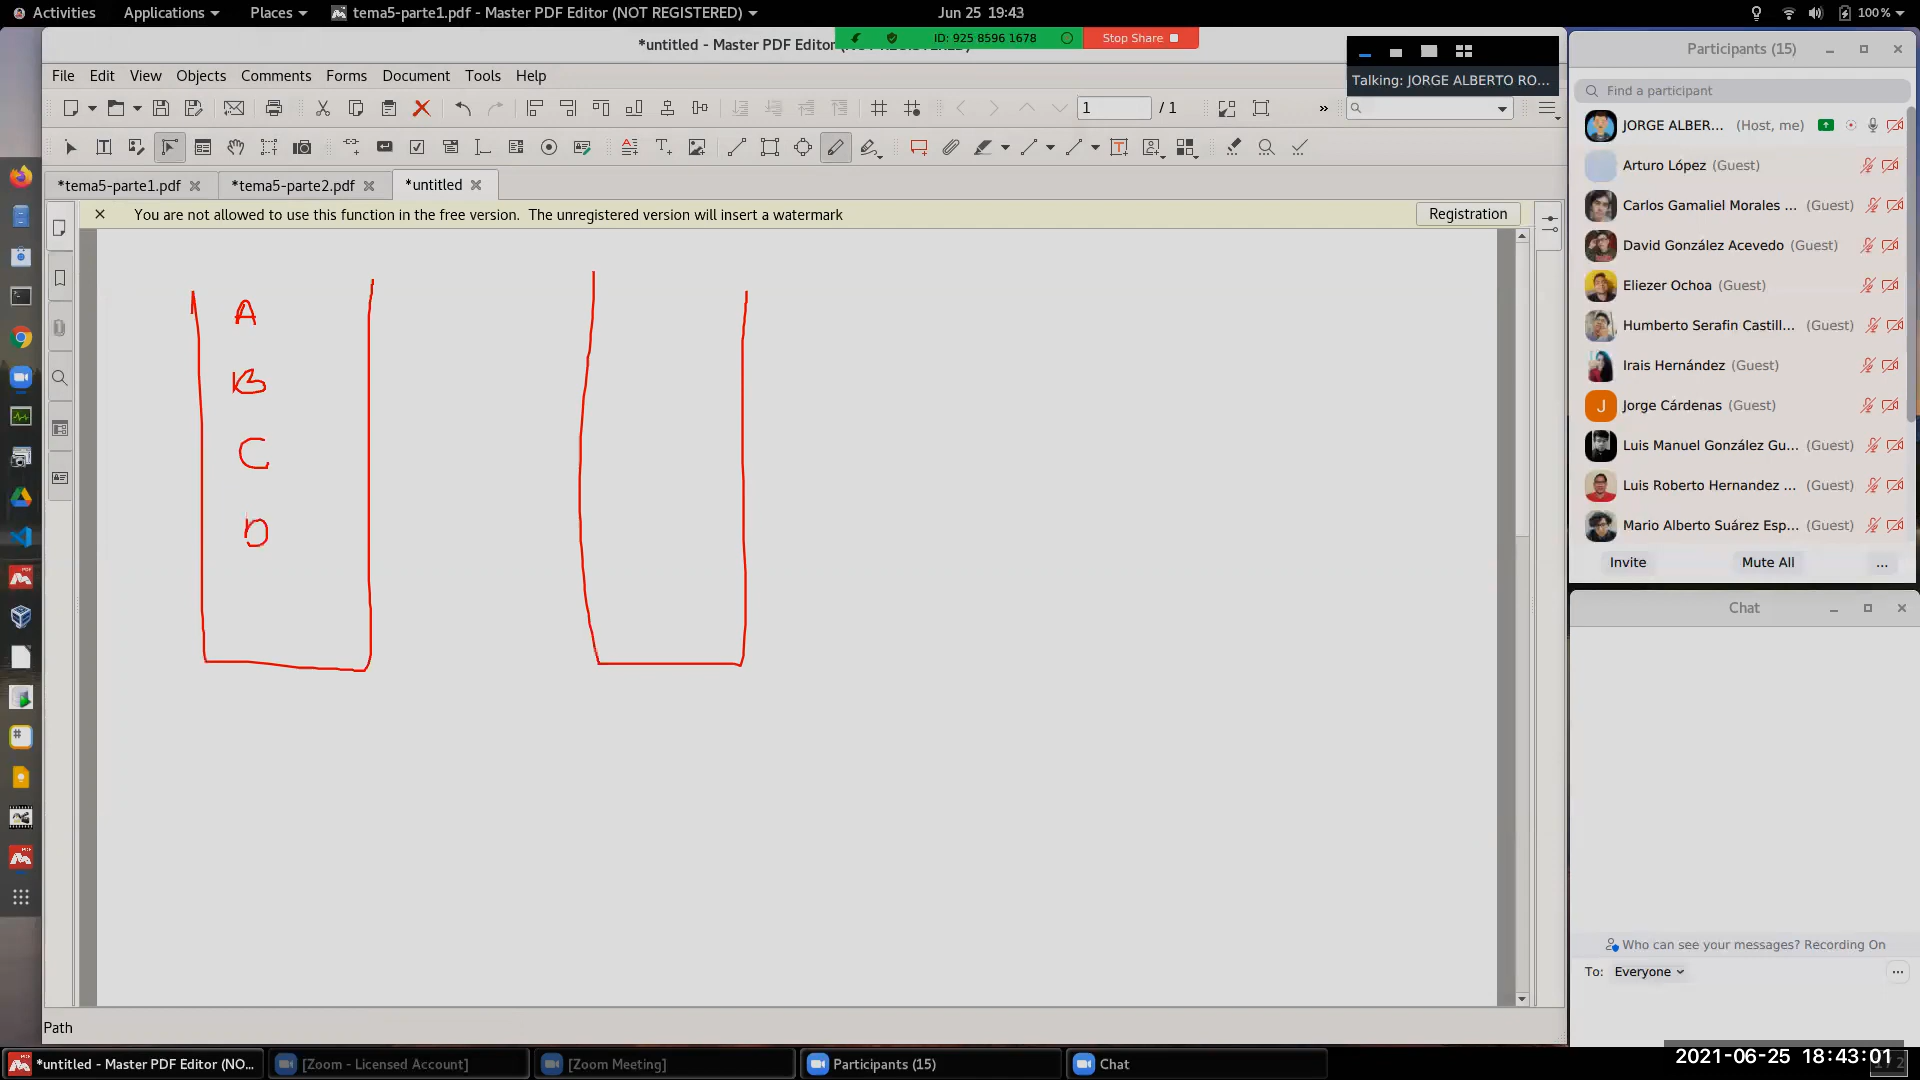 Activities
Applications
Places
tema5-parte1.pdf - Master PDF Editor (NOT REGISTERED)
Jun 25 19:43
100%
*untitled - Master PDF Editor
ID: 925 8596 1678
Stop Share
Talking: JORGE ALBERTO RO...
File Edit View Objects Comments Forms Document Tools Help
1 / 1
*tema5-parte1.pdf
*tema5-parte2.pdf
*untitled
You are not allowed to use this function in the free version. The unregistered version will insert a watermark
Registration
A
B
C
D
Path
Participants (15)
Find a participant
JORGE ALBER... (Host, me)
Arturo López (Guest)
Carlos Gamaliel Morales ... (Guest)
David González Acevedo (Guest)
Eliezer Ochoa (Guest)
Humberto Serafin Castill... (Guest)
Irais Hernández (Guest)
J Jorge Cárdenas (Guest)
Luis Manuel González Gu... (Guest)
Luis Roberto Hernandez ... (Guest)
Mario Alberto Suárez Esp... (Guest)
Invite
Mute All
...
Chat
Who can see your messages? Recording On
To: Everyone
*untitled - Master PDF Editor (NO...
[Zoom - Licensed Account]
[Zoom Meeting]
Participants (15)
Chat
2021-06-25 18:43:01